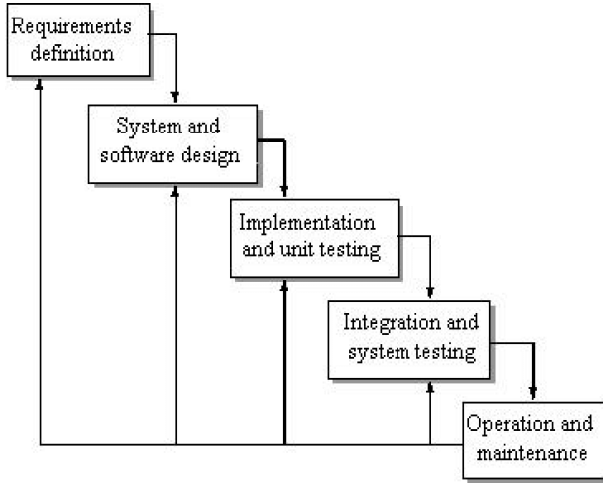 Requirements
definition
System and
software design
Implementation
and unit testing
Integration and
system testing
Operation and
maintenance